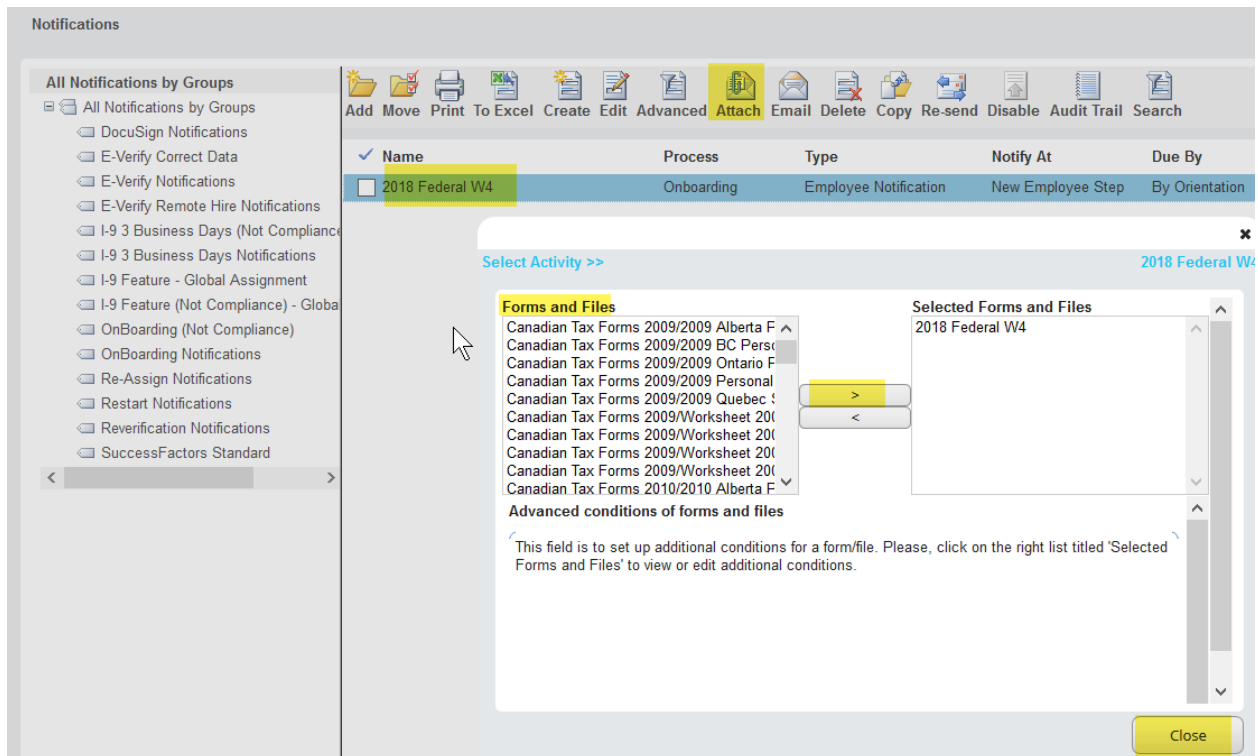 Notifications
All Notifications by Groups
All Notifications by Groups
DocuSign Notifications
E-Verify Correct Data
E-Verify Notifications
E-Verify Remote Hire Notifications
I-9 3 Business Days (Not Compliance
I-9 3 Business Days Notifications
I-9 Feature - Global Assignment
I-9 Feature (Not Compliance) - Globa
OnBoarding (Not Compliance)
OnBoarding Notifications
Re-Assign Notifications
Restart Notifications
Reverification Notifications
SuccessFactors Standard
Add Move Print To Excel Create Edit Advanced Attach Email Delete Copy Re-send Disable Audit Trail Search
Name Process Type Notify At Due By
2018 Federal W4 Onboarding Employee Notification New Employee Step By Orientation
Select Activity >> 2018 Federal W4
Forms and Files
Canadian Tax Forms 2009/2009 Alberta F
Canadian Tax Forms 2009/2009 BC Perso
Canadian Tax Forms 2009/2009 Ontario F
Canadian Tax Forms 2009/2009 Personal
Canadian Tax Forms 2009/2009 Quebec S
Canadian Tax Forms 2009/Worksheet 200
Canadian Tax Forms 2009/Worksheet 200
Canadian Tax Forms 2009/Worksheet 200
Canadian Tax Forms 2009/Worksheet 200
Canadian Tax Forms 2010/2010 Alberta F
>
<
Selected Forms and Files
2018 Federal W4
Advanced conditions of forms and files
This field is to set up additional conditions for a form/file. Please, click on the right list titled 'Selected
Forms and Files' to view or edit additional conditions.
Close